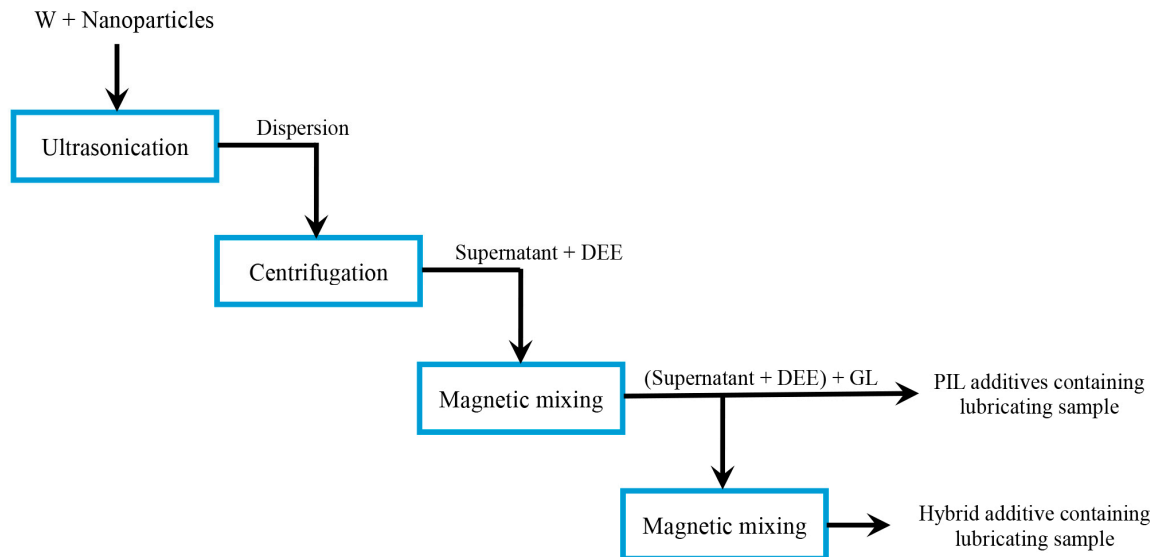 W + Nanoparticles
Ultrasonication
Dispersion
Centrifugation
Supernatant + DEE
Magnetic mixing
(Supernatant + DEE) + GL
PIL additives containing
lubricating sample
Magnetic mixing
Hybrid additive containing
lubricating sample